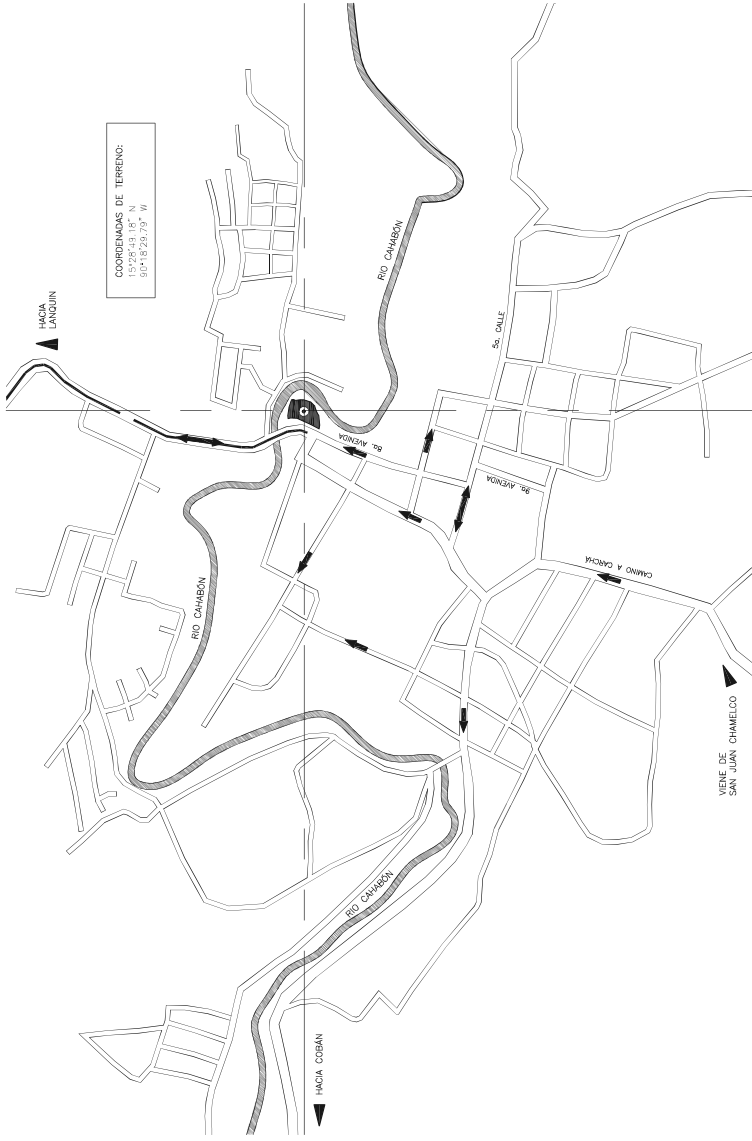 COORDENADAS DE TERRENO:
15°28'49.18" N
90°18'29.79" W
HACIA
LANQUIN
RIO CAHABÓN
5a. CALLE
8a. AVENIDA
9a. AVENIDA
CAMINO A CARCHÁ
RIO CAHABÓN
VIENE DE
SAN JUAN CHAMELCO
RIO CAHABÓN
HACIA COBÁN